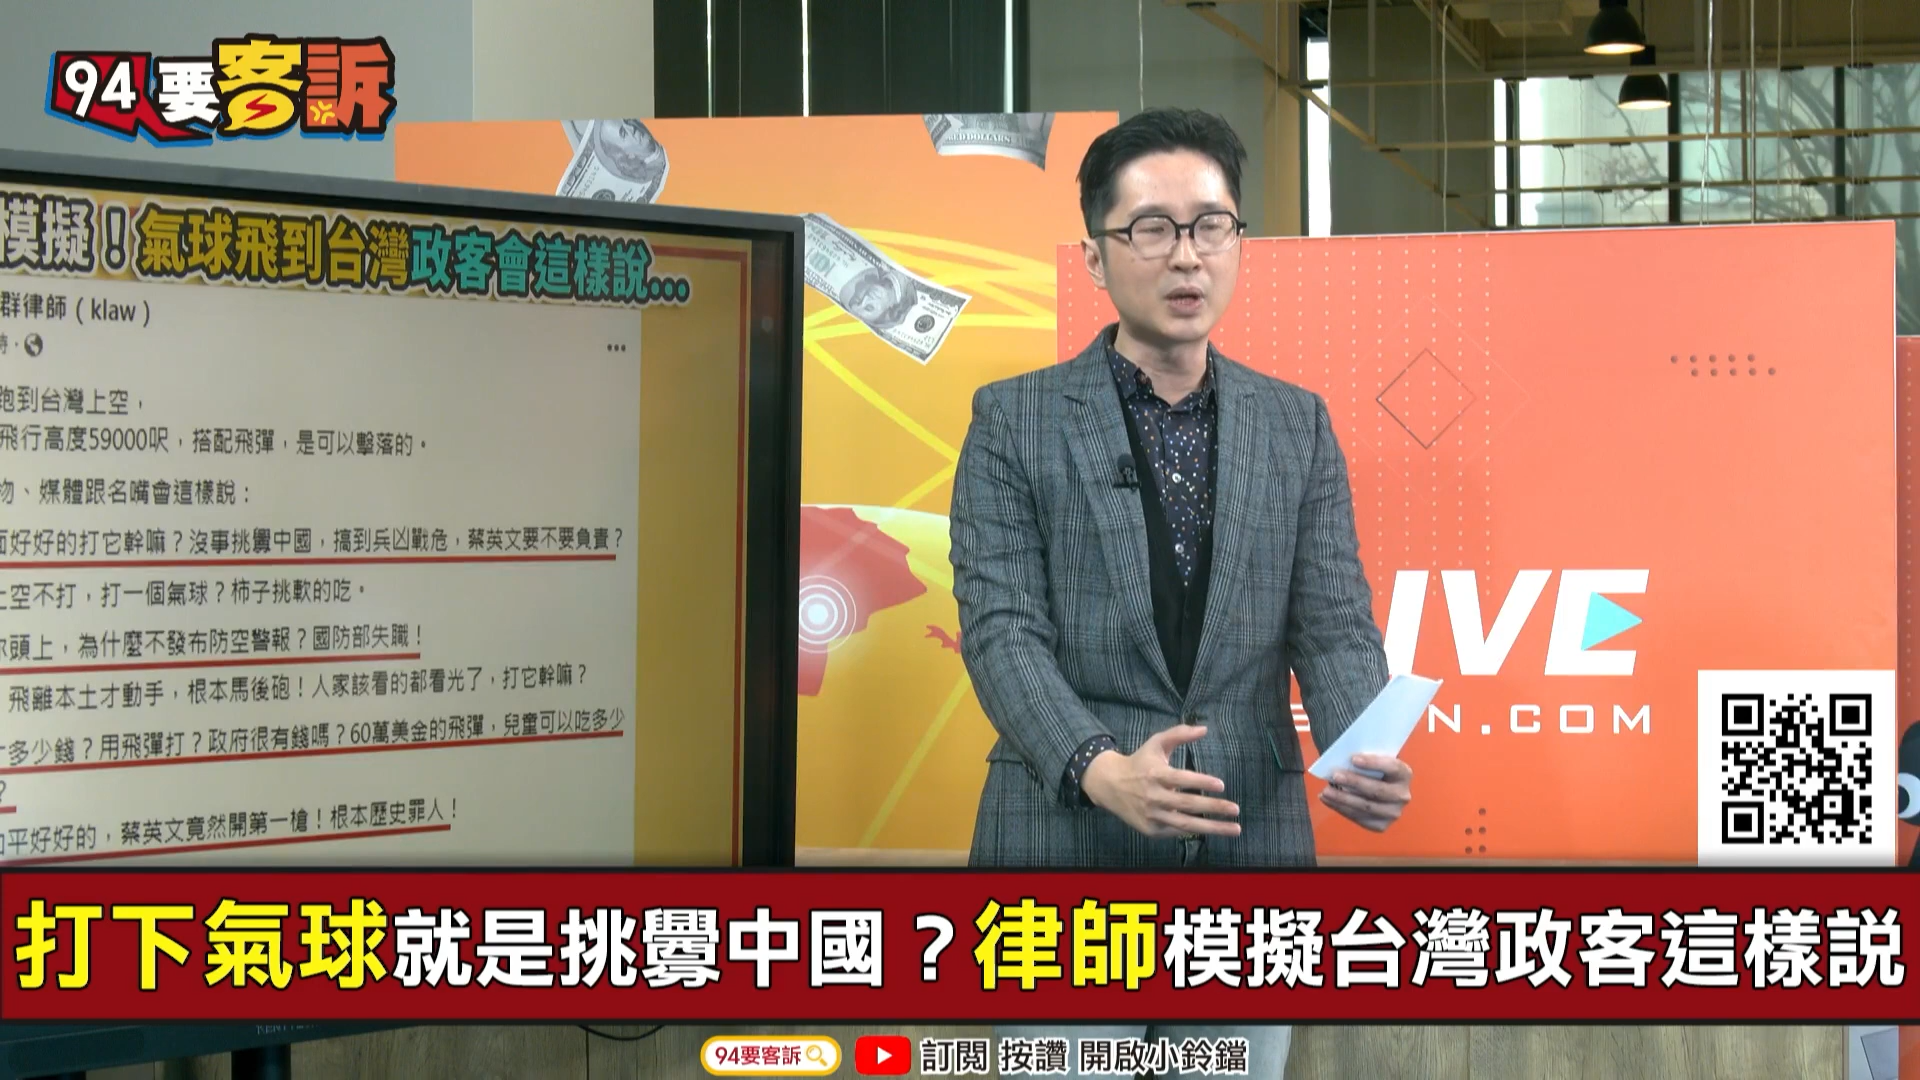 94要客訴
模擬！氣球飛到台灣政客會這樣說...
群律師（klaw）
跑到台灣上空，
飛行高度59000呎，搭配飛彈，是可以擊落的。
物、媒體跟名嘴會這樣說：
面好好的打它幹嘛？沒事挑釁中國，搞到兵凶戰危，蔡英文要不要負責？
上空不打，打一個氣球？柿子挑軟的吃。
你頭上，為什麼不發布防空警報？國防部失職！
飛離本土才動手，根本馬後砲！人家該看的都看光了，打它幹嘛？
多少錢？用飛彈打？政府很有錢嗎？60萬美金的飛彈，兒童可以吃多少
？
和平好好的，蔡英文竟然開第一槍！根本歷史罪人！
IVE
N.COM
打下氣球就是挑釁中國？律師模擬台灣政客這樣説
94要客訴
訂閱 按讚 開啟小鈴鐺